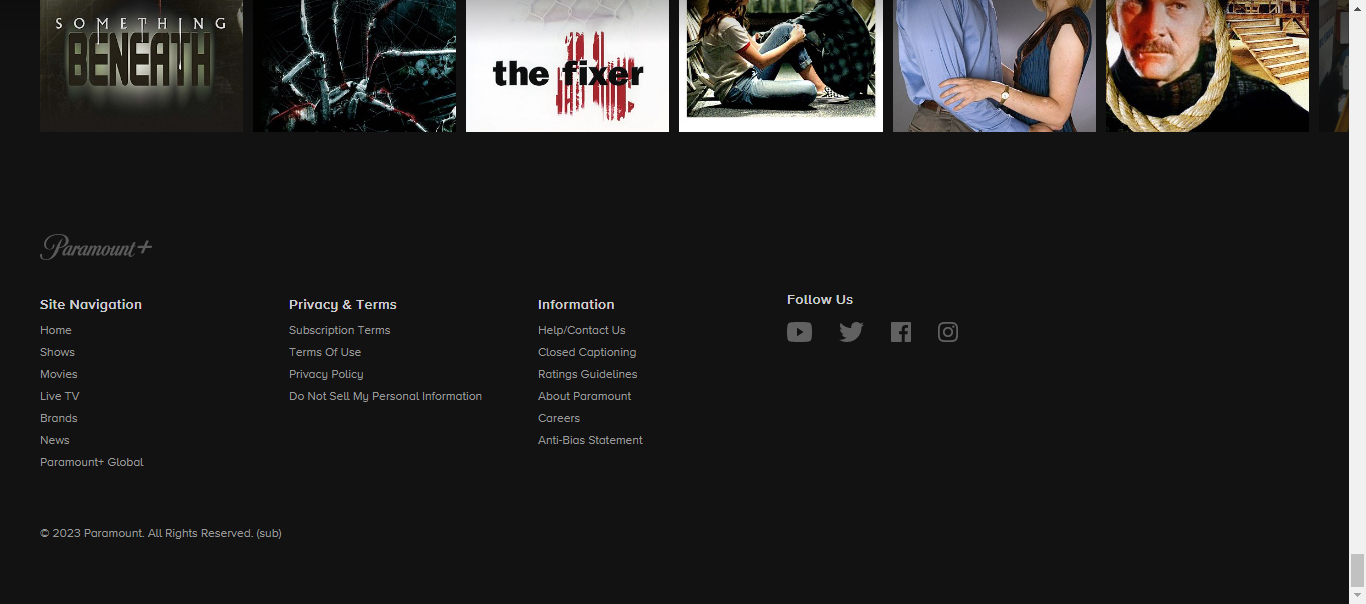 SOMETHING
BENEATH
the fixer
Paramount+
Site Navigation
Home
Shows
Movies
Live TV
Brands
News
Paramount+ Global
Privacy & Terms
Subscription Terms
Terms Of Use
Privacy Policy
Do Not Sell My Personal Information
Information
Help/Contact Us
Closed Captioning
Ratings Guidelines
About Paramount
Careers
Anti-Bias Statement
Follow Us
© 2023 Paramount. All Rights Reserved. (sub)